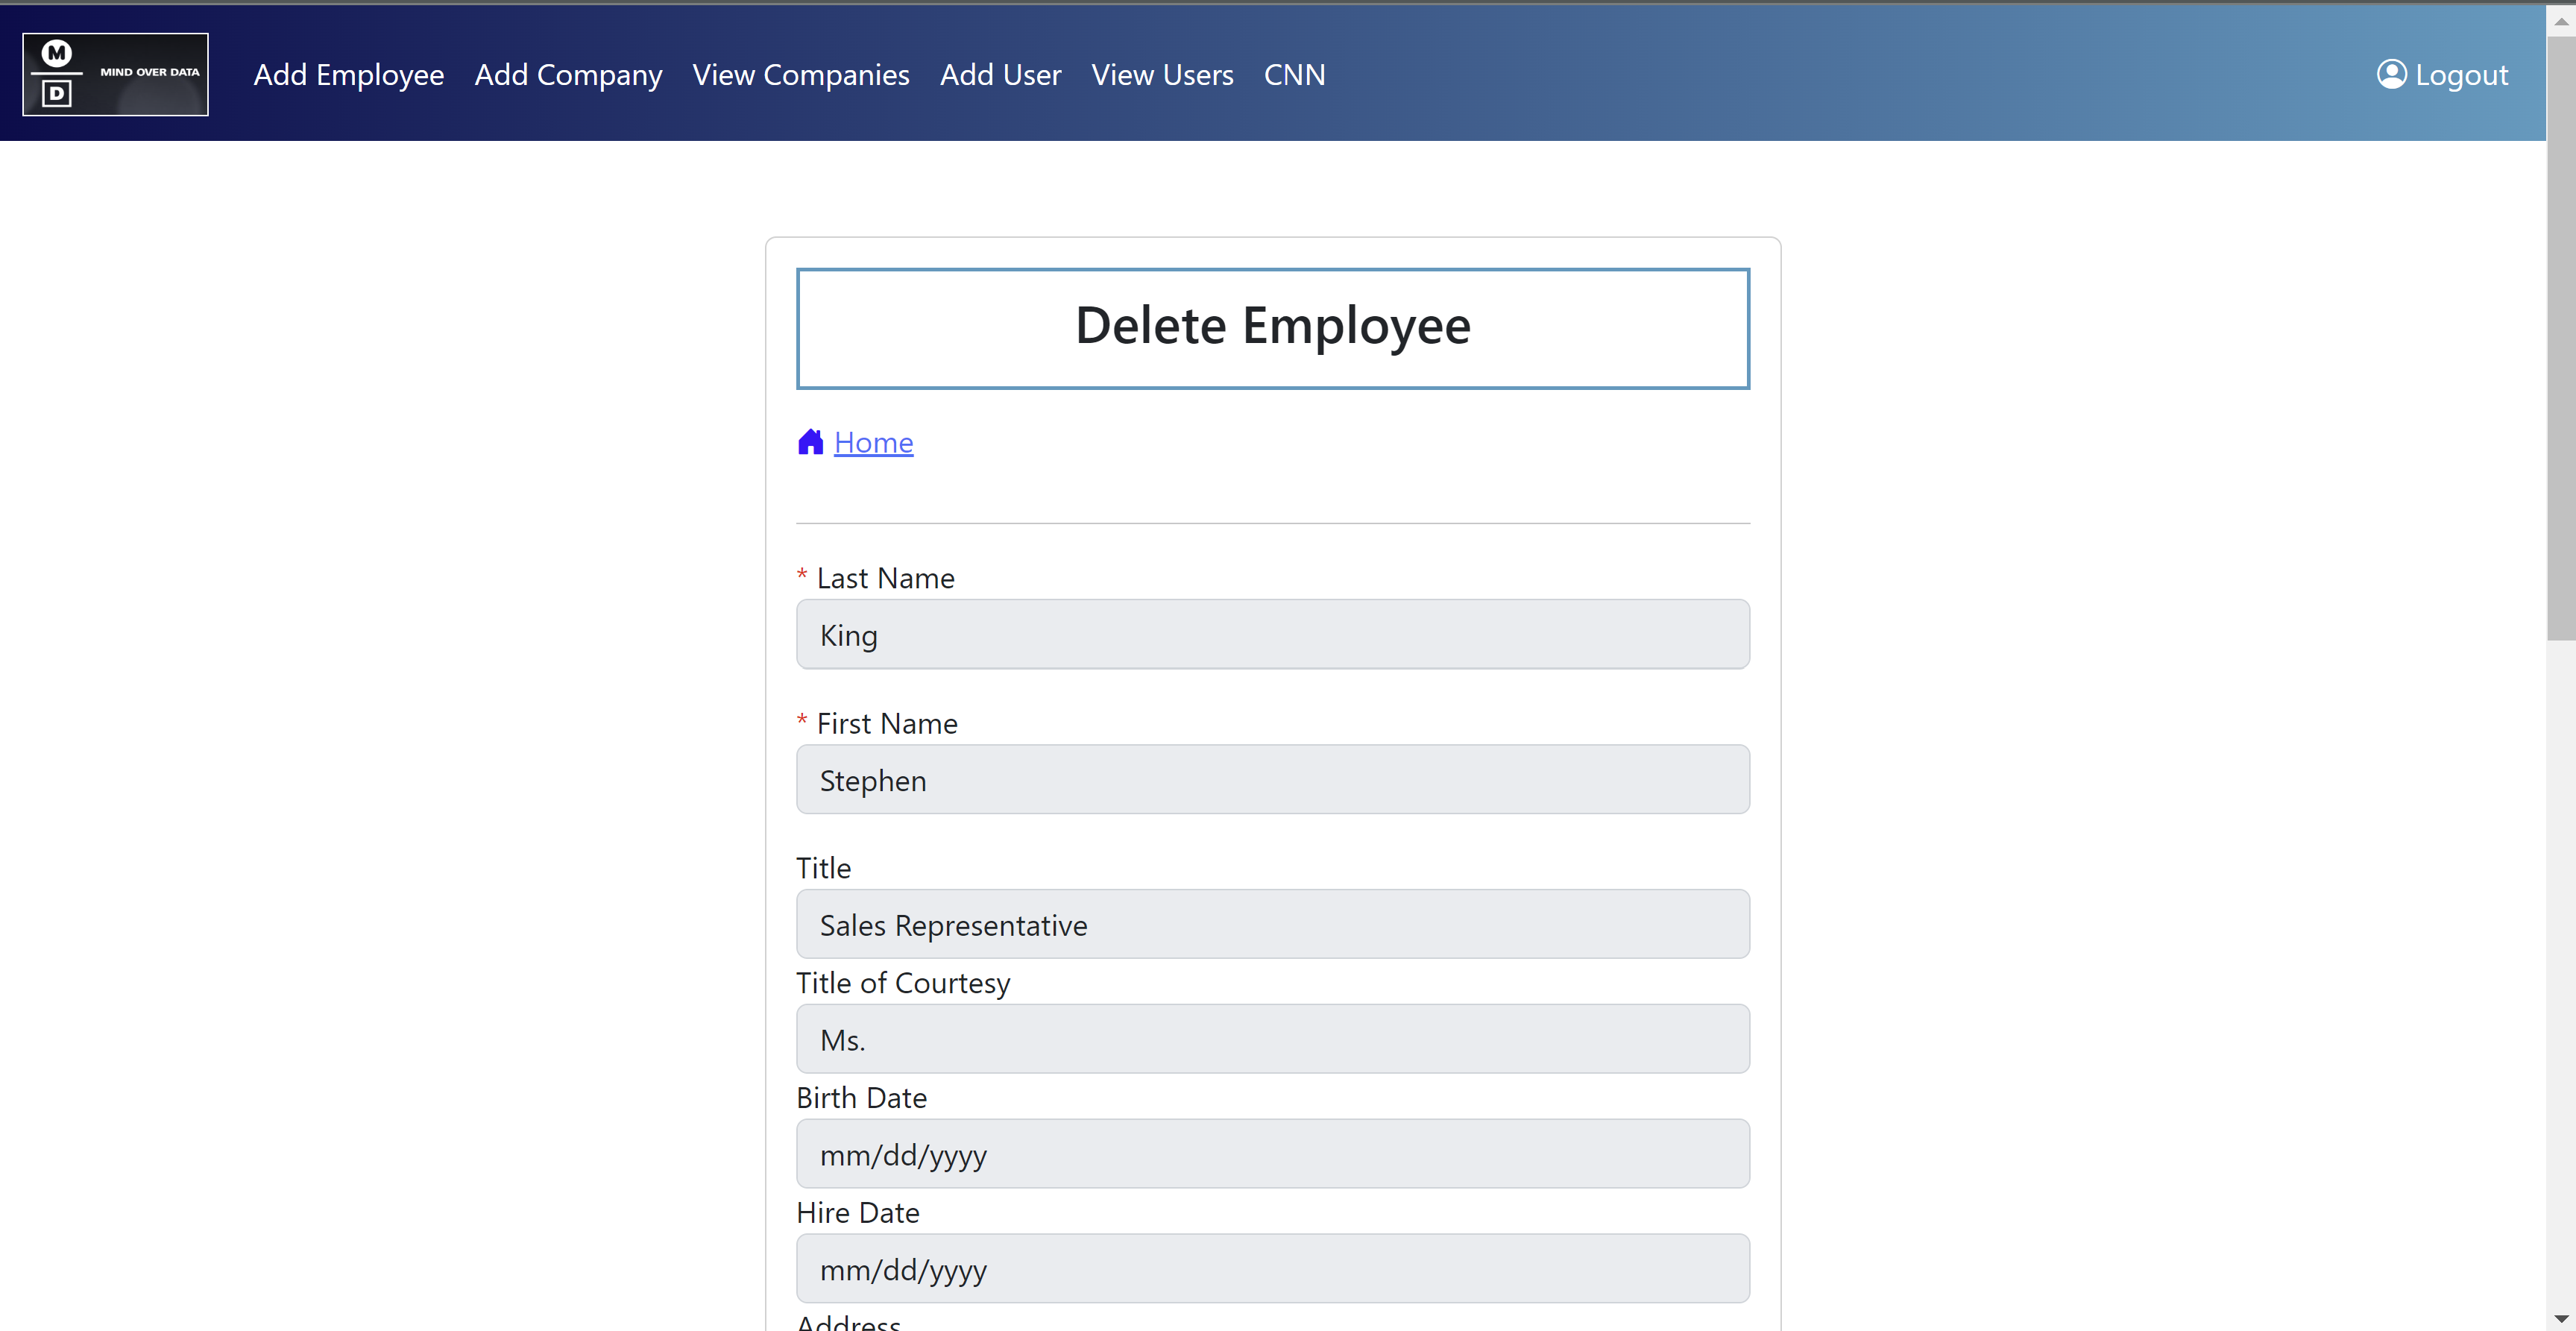 M
D
MIND OVER DATA
Add Employee Add Company View Companies Add User View Users CNN Logout
Delete Employee
Home
* Last Name
King
* First Name
Stephen
Title
Sales Representative
Title of Courtesy
Ms.
Birth Date
mm/dd/yyyy
Hire Date
mm/dd/yyyy
Address